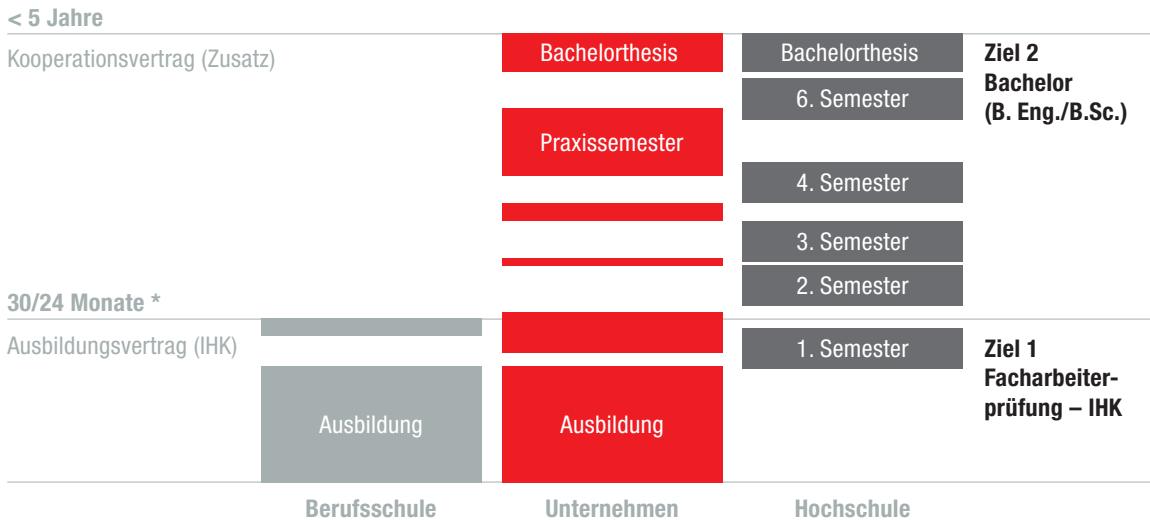 < 5 Jahre
Kooperationsvertrag (Zusatz)
Bachelorthesis
Bachelorthesis
Ziel 2
Bachelor
(B. Eng./B.Sc.)
6. Semester
Praxissemester
4. Semester
3. Semester
2. Semester
30/24 Monate *
Ausbildungsvertrag (IHK)
1. Semester
Ziel 1
Facharbeiter-
prüfung – IHK
Ausbildung
Ausbildung
Berufsschule
Unternehmen
Hochschule